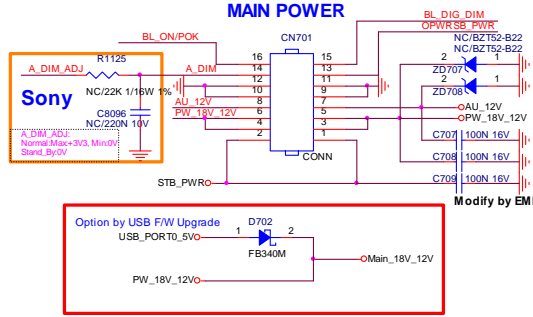 MAIN POWER
BL_ON/POK
CN701
BL_DIG_DIM
OPWRSB_PWR
NC/BZT52-B22
NC/BZT52-B22
R1125
A_DIM_ADJ
A_DIM
NC/22K 1/16W 1%
16 15
14 13
12 11
10 9
8 7
6 5
4 3
2 1
2 ZD707 1
2 ZD708 1
Sony
AU_12V
PW_18V_12V
AU_12V
PW_18V_12V
C8096
NC/220N 10V
A_DIM_ADJ:
Normal:Max:+3V3, Min:0V
Stand_By:0V
CONN
C707 100N 16V
C708 100N 16V
C709 100N 16V
STB_PWR
Modify by EMI
Option by USB F/W Upgrade
D702
USB_PORT0_5V
1 2
FB340M
Main_18V_12V
PW_18V_12V